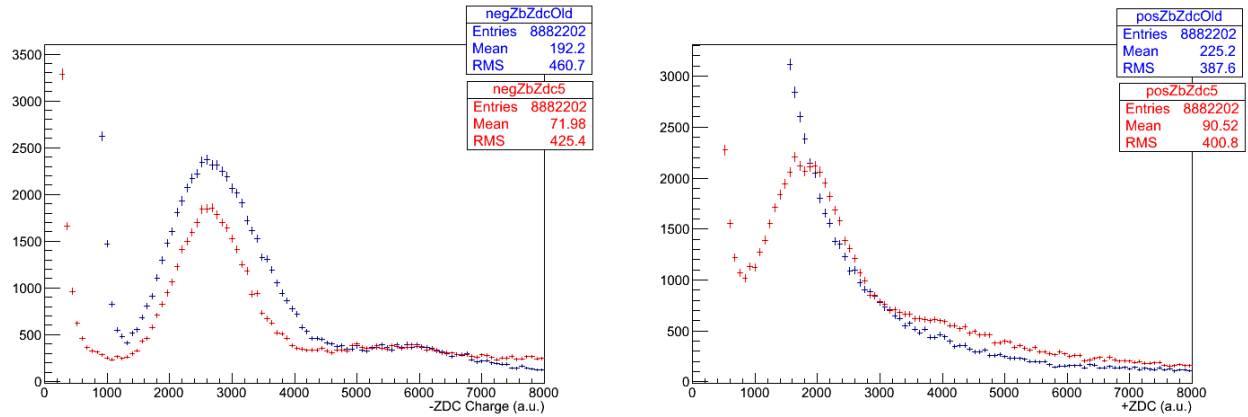 negZbZdcOld
Entries 8882202
Mean 192.2
RMS 460.7
negZbZdc5
Entries 8882202
Mean 71.98
RMS 425.4
3500
3000
2500
2000
1500
1000
500
0
0 1000 2000 3000 4000 5000 6000 7000 8000
-ZDC Charge (a.u.)
posZbZdcOld
Entries 8882202
Mean 225.2
RMS 387.6
posZbZdc5
Entries 8882202
Mean 90.52
RMS 400.8
3000
2500
2000
1500
1000
500
0
0 1000 2000 3000 4000 5000 6000 7000 8000
+ZDC (a.u.)